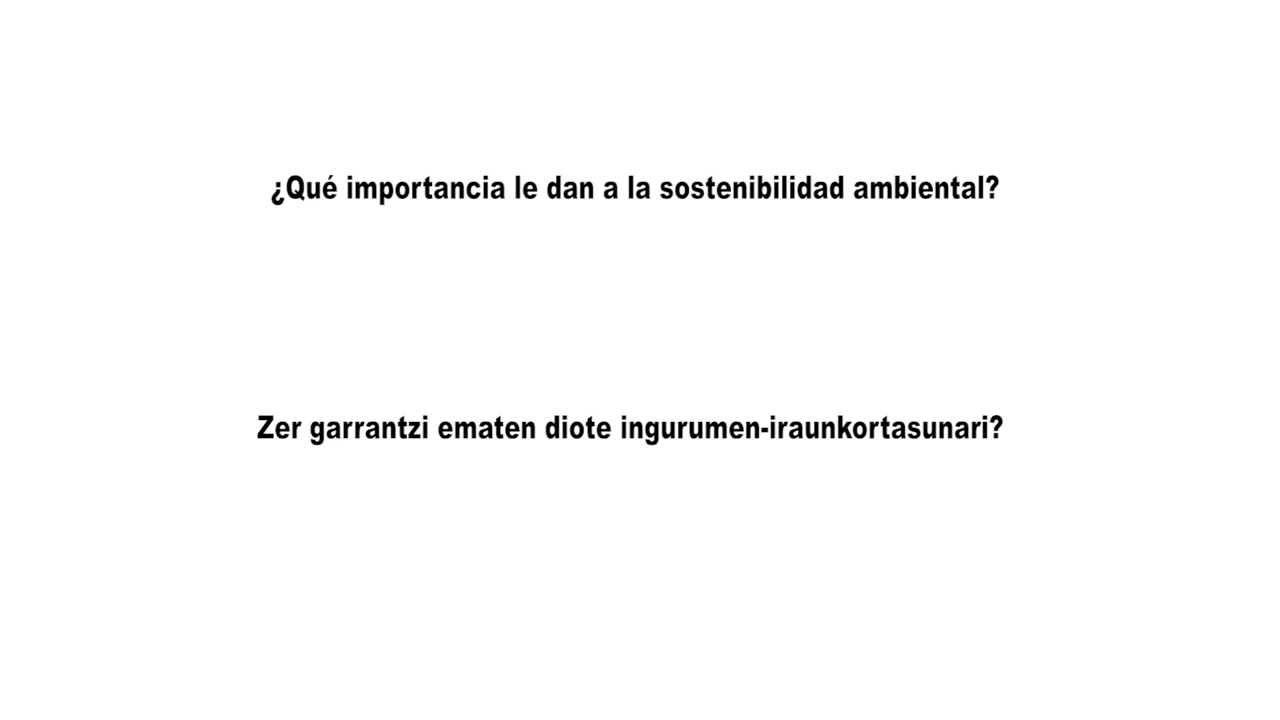 ¿Qué importancia le dan a la sostenibilidad ambiental?
Zer garrantzi ematen diote ingurumen-iraunkortasunari?